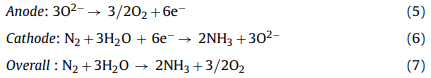 Anode: 3O²⁻ → 3/2O₂ + 6e⁻ (5)
Cathode: N₂ + 3H₂O + 6e⁻ → 2NH₃ + 3O²⁻ (6)
Overall : N₂ + 3H₂O → 2NH₃ + 3/2O₂ (7)